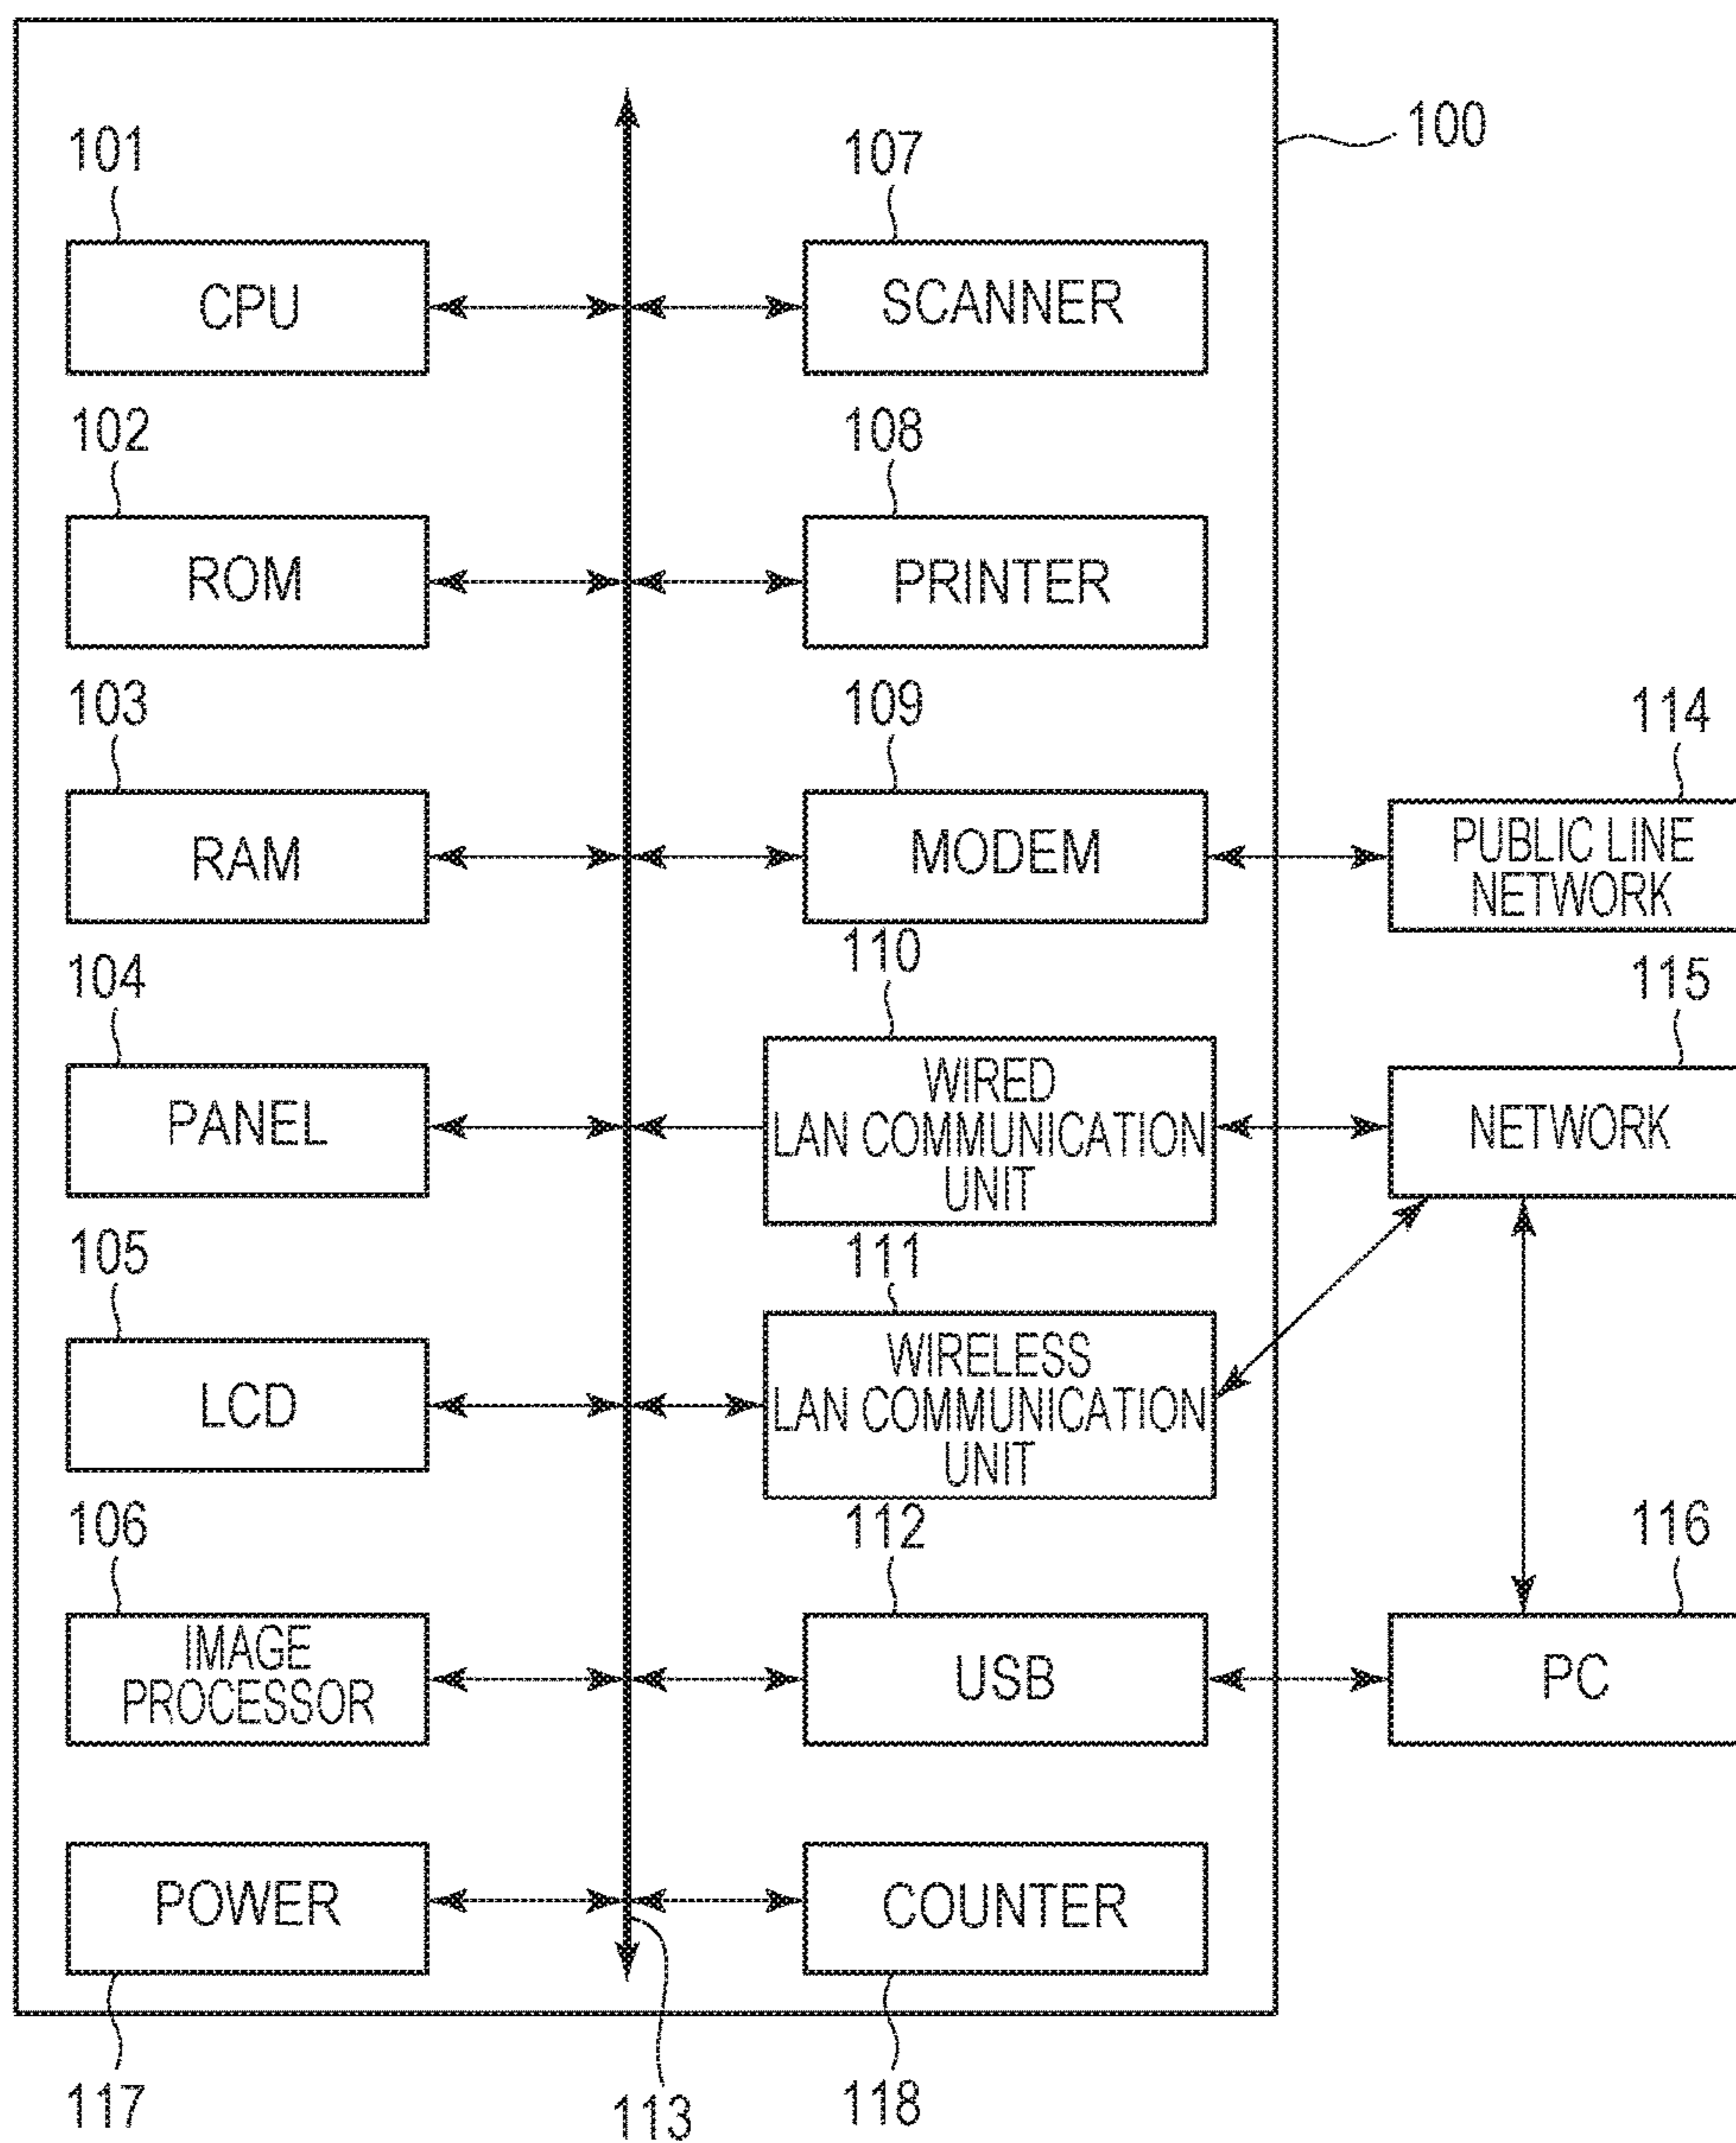 100
101
107
CPU
SCANNER
102
108
ROM
PRINTER
103
109
114
RAM
MODEM
PUBLIC LINE
NETWORK
104
110
115
PANEL
WIRED
LAN COMMUNICATION
UNIT
NETWORK
105
111
LCD
WIRELESS
LAN COMMUNICATION
UNIT
106
112
116
IMAGE
PROCESSOR
USB
PC
POWER
COUNTER
117
113
118